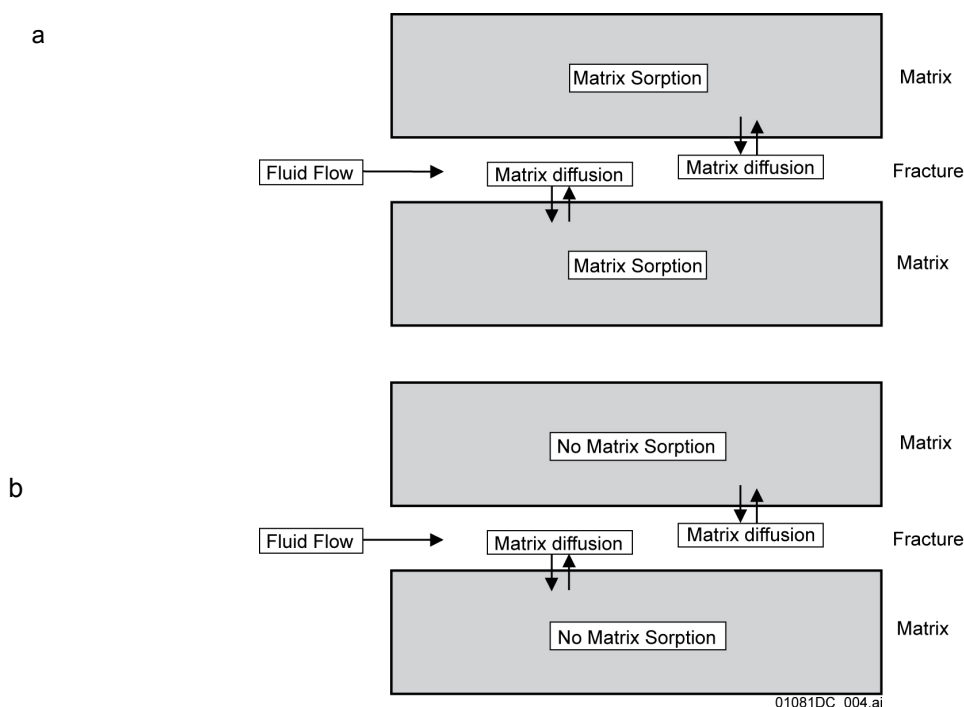 a
Matrix Sorption
Matrix
Matrix diffusion
Fluid Flow
Matrix diffusion
Fracture
Matrix Sorption
Matrix
b
No Matrix Sorption
Matrix
Matrix diffusion
Fluid Flow
Matrix diffusion
Fracture
No Matrix Sorption
Matrix
01081DC_004.ai